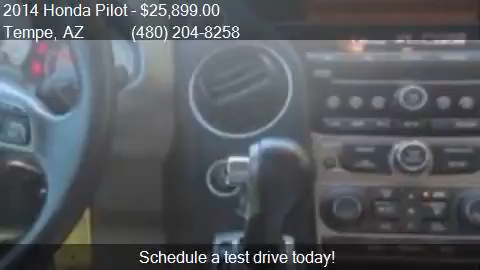 2014 Honda Pilot - $25,899.00
Tempe, AZ (480) 204-8258
Schedule a test drive today!